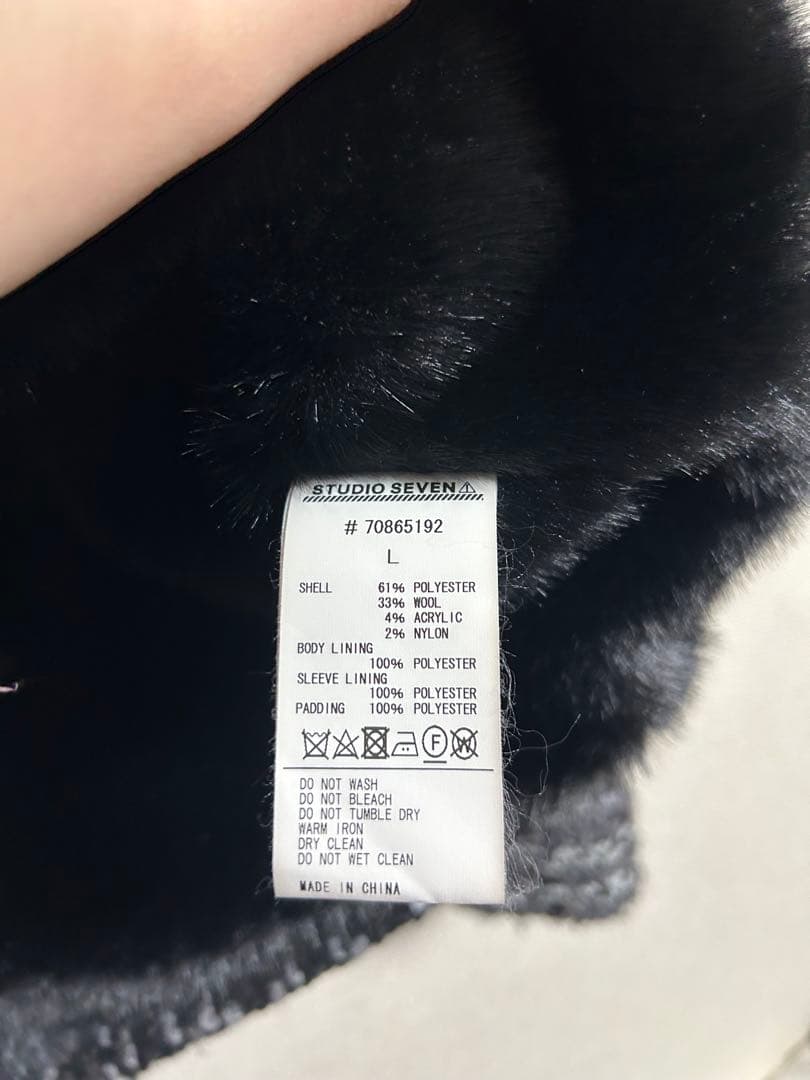 STUDIO SEVEN
# 70865192
L
SHELL 61% POLYESTER
33% WOOL
4% ACRYLIC
2% NYLON
BODY LINING
100% POLYESTER
SLEEVE LINING
100% POLYESTER
PADDING 100% POLYESTER
F W
DO NOT WASH
DO NOT BLEACH
DO NOT TUMBLE DRY
WARM IRON
DRY CLEAN
DO NOT WET CLEAN
MADE IN CHINA